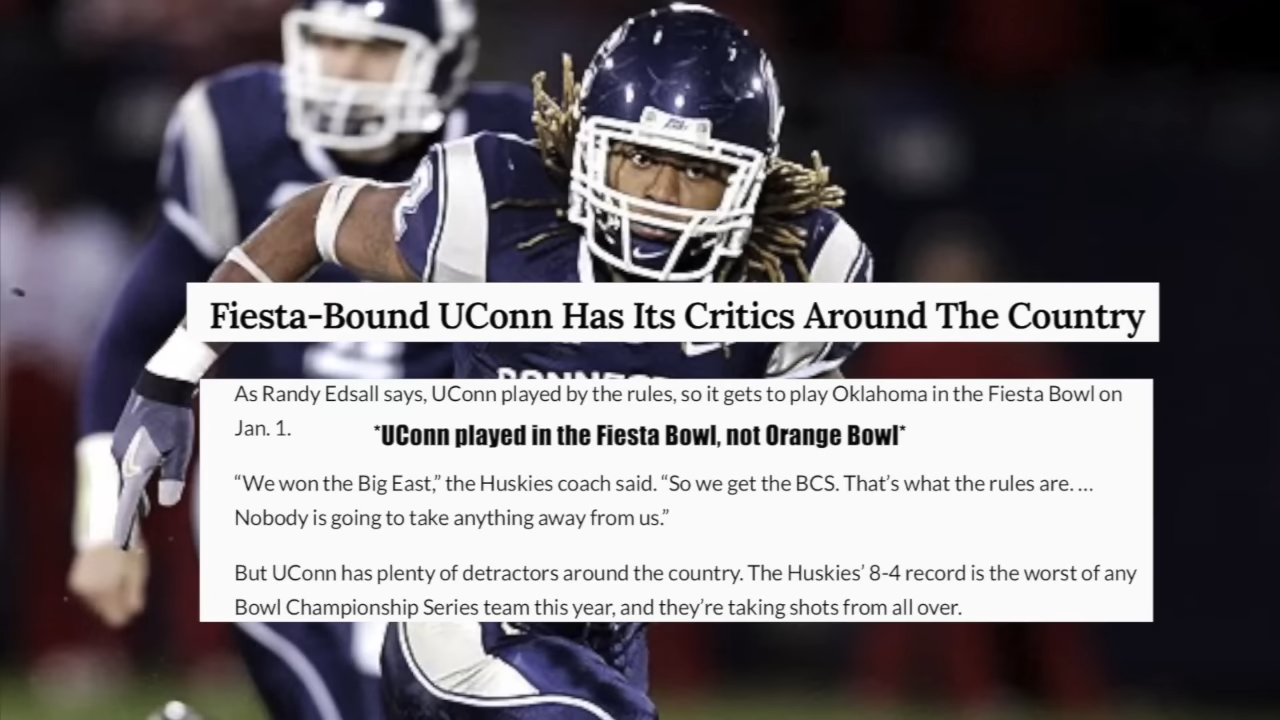 Fiesta-Bound UConn Has Its Critics Around The Country
As Randy Edsall says, UConn played by the rules, so it gets to play Oklahoma in the Fiesta Bowl on
Jan. 1.
*UConn played in the Fiesta Bowl, not Orange Bowl*
“We won the Big East,” the Huskies coach said. “So we get the BCS. That’s what the rules are. …
Nobody is going to take anything away from us.”
But UConn has plenty of detractors around the country. The Huskies’ 8-4 record is the worst of any
Bowl Championship Series team this year, and they’re taking shots from all over.